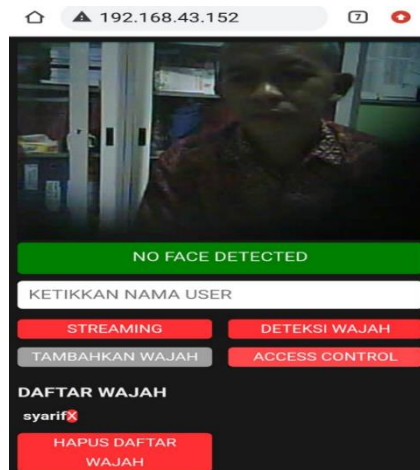 192.168.43.152
7
NO FACE DETECTED
KETIKKAN NAMA USER
STREAMING
DETEKSI WAJAH
TAMBAHKAN WAJAH
ACCESS CONTROL
DAFTAR WAJAH
syarifX
HAPUS DAFTAR
WAJAH